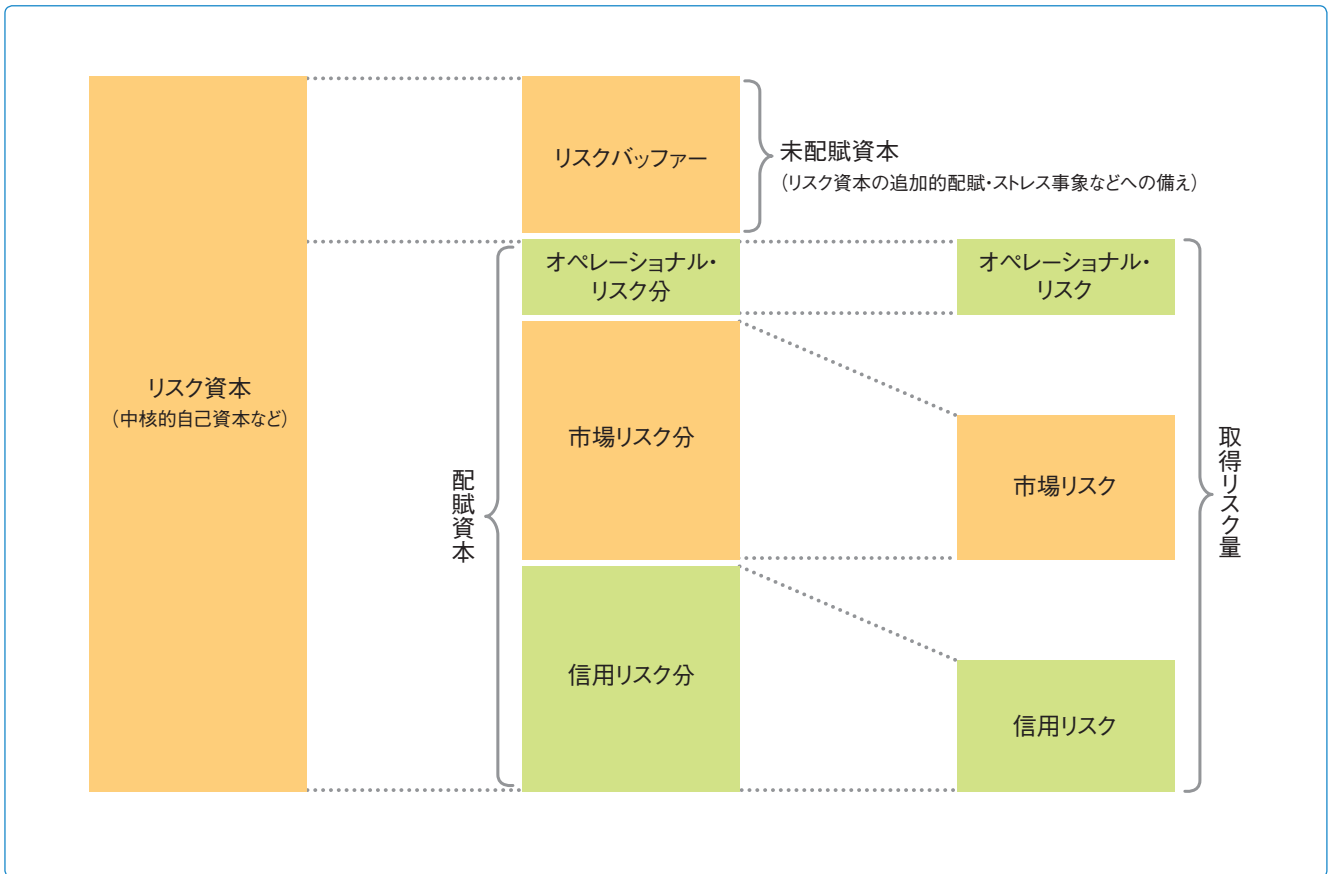 リスク資本
（中核的自己資本など）
リスクバッファー
未配賦資本
（リスク資本の追加的配賦・ストレス事象などへの備え）
配賦資本
オペレーショナル・
リスク分
市場リスク分
信用リスク分
オペレーショナル・
リスク
市場リスク
信用リスク
取得リスク量